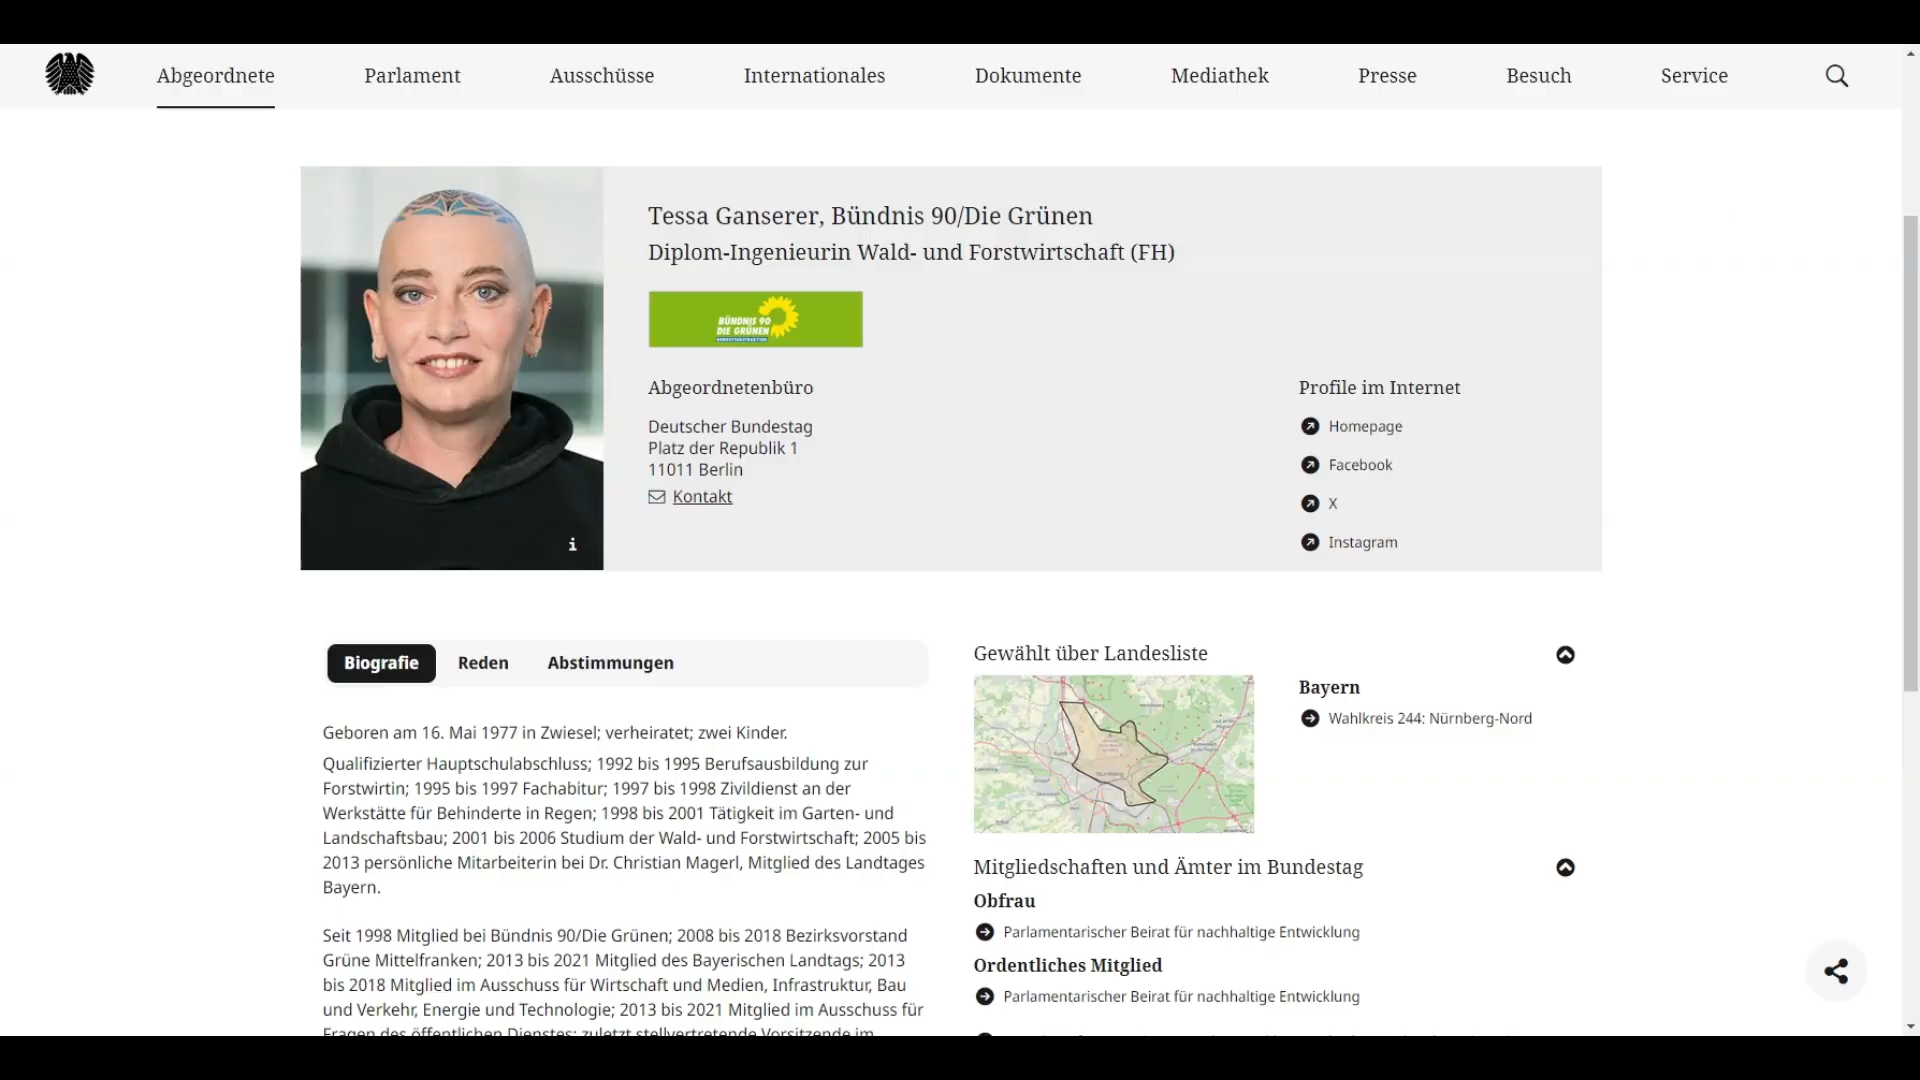 Abgeordnete Parlament Ausschüsse Internationales Dokumente Mediathek Presse Besuch Service
Tessa Ganserer, Bündnis 90/Die Grünen
Diplom-Ingenieurin Wald- und Forstwirtschaft (FH)
BÜNDNIS 90
DIE GRÜNEN
Abgeordnetenbüro
Deutscher Bundestag
Platz der Republik 1
11011 Berlin
Kontakt
Profile im Internet
Homepage
Facebook
X
Instagram
i
Biografie Reden Abstimmungen
Geboren am 16. Mai 1977 in Zwiesel; verheiratet; zwei Kinder.
Qualifizierter Hauptschulabschluss; 1992 bis 1995 Berufsausbildung zur
Forstwirtin; 1995 bis 1997 Fachabitur; 1997 bis 1998 Zivildienst an der
Werkstätte für Behinderte in Regen; 1998 bis 2001 Tätigkeit im Garten- und
Landschaftsbau; 2001 bis 2006 Studium der Wald- und Forstwirtschaft; 2005 bis
2013 persönliche Mitarbeiterin bei Dr. Christian Magerl, Mitglied des Landtages
Bayern.
Seit 1998 Mitglied bei Bündnis 90/Die Grünen; 2008 bis 2018 Bezirksvorstand
Grüne Mittelfranken; 2013 bis 2021 Mitglied des Bayerischen Landtags; 2013
bis 2018 Mitglied im Ausschuss für Wirtschaft und Medien, Infrastruktur, Bau
und Verkehr, Energie und Technologie; 2013 bis 2021 Mitglied im Ausschuss für
Fragen des öffentlichen Dienstes; zuletzt stellvertretende Vorsitzende im
Gewählt über Landesliste
Bayern
Wahlkreis 244: Nürnberg-Nord
Mitgliedschaften und Ämter im Bundestag
Obfrau
Parlamentarischer Beirat für nachhaltige Entwicklung
Ordentliches Mitglied
Parlamentarischer Beirat für nachhaltige Entwicklung